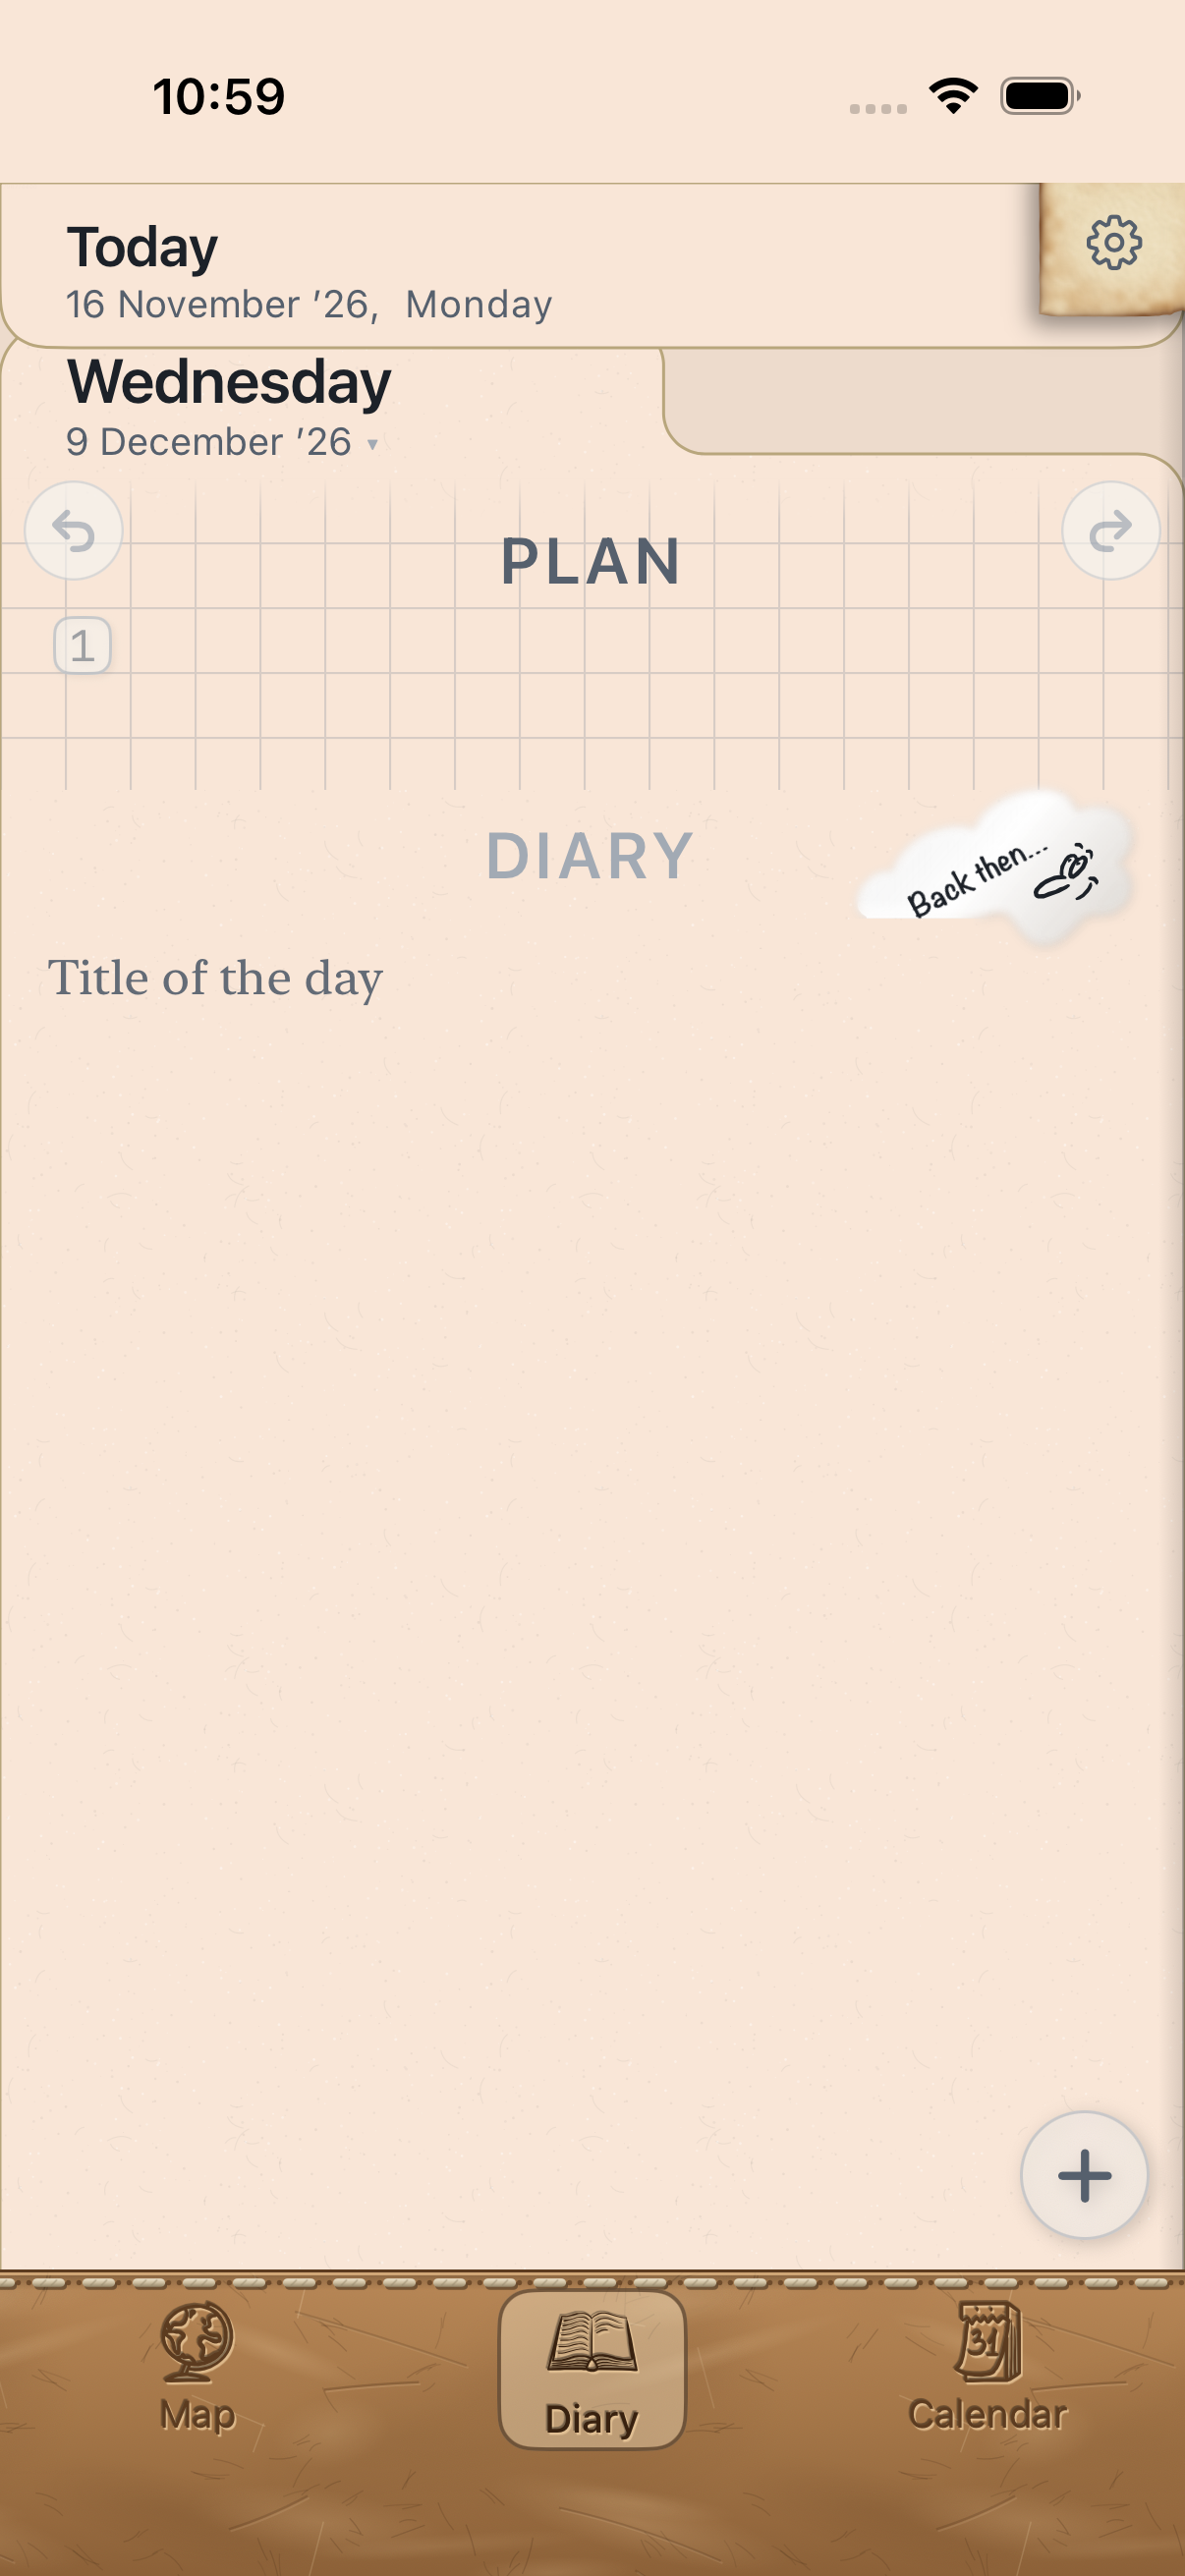 10:59
Today
16 November ’26, Monday
Wednesday
9 December ’26 ▾
PLAN
1
DIARY
Back then...
Title of the day
31
Map
Diary
Calendar